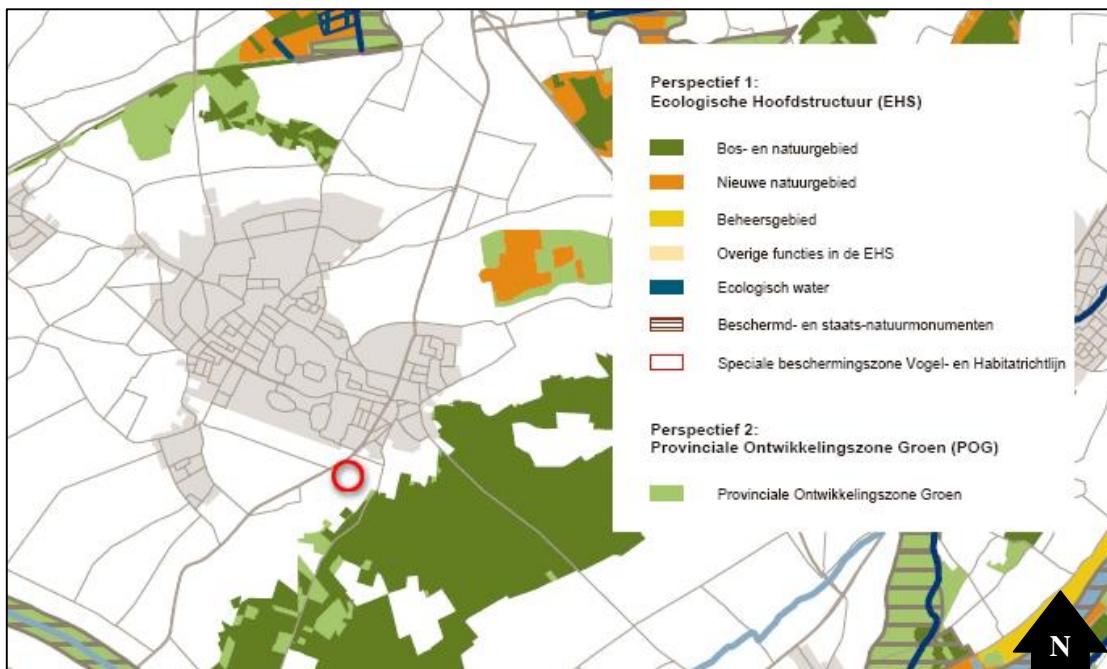 Perspectief 1:
Ecologische Hoofdstructuur (EHS)
Bos- en natuurgebied
Nieuwe natuurgebied
Beheersgebied
Overige functies in de EHS
Ecologisch water
Beschermd- en staats-natuurmonumenten
Speciale beschermingszone Vogel- en Habitatrichtlijn
Perspectief 2:
Provinciale Ontwikkelingszone Groen (POG)
Provinciale Ontwikkelingszone Groen
N